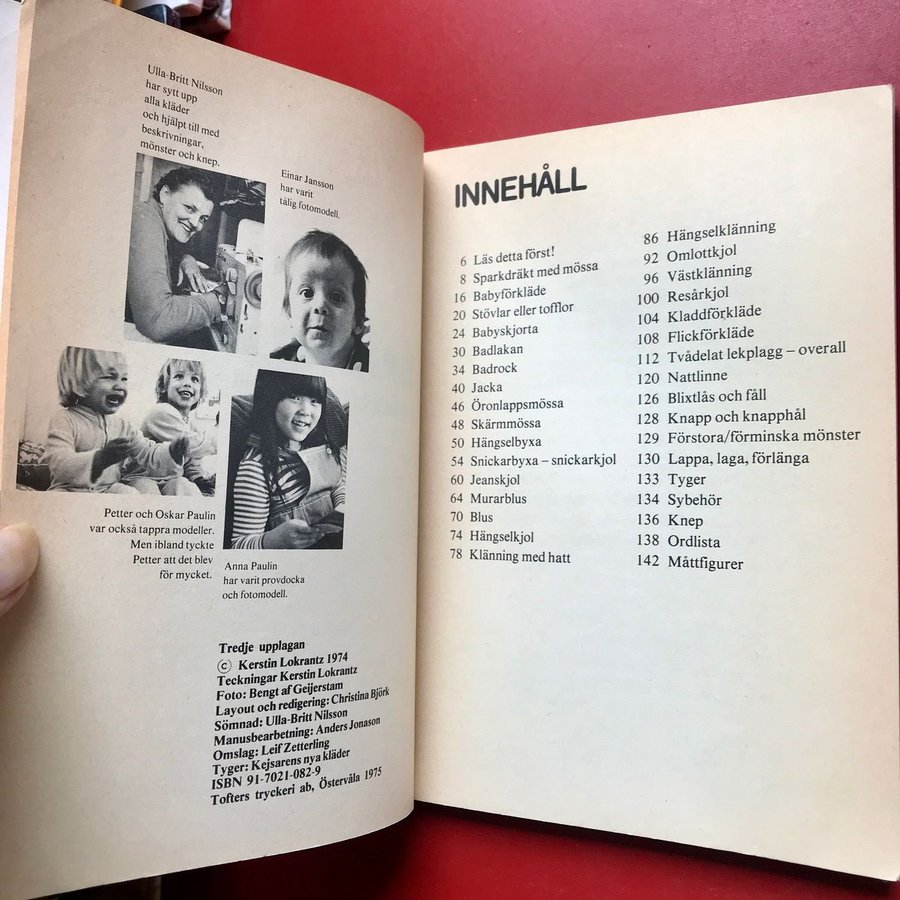 Ulla-Britt Nilsson
har sytt upp
alla kläder
och hjälpt till med
beskrivningar,
mönster och knep.
Einar Jansson
har varit
tålig fotomodell.
Petter och Oskar Paulin
var också tappra modeller.
Men ibland tyckte
Petter att det blev
för mycket.
Anna Paulin
har varit provdocka
och fotomodell.
Tredje upplagan
© Kerstin Lokrantz 1974
Teckningar Kerstin Lokrantz
Foto: Bengt af Geijerstam
Layout och redigering: Christina Björk
Sömnad: Ulla-Britt Nilsson
Manusbearbetning: Anders Jonason
Omslag: Leif Zetterling
Tyger: Kejsarens nya kläder
ISBN 91-7021-082-9
Tofters tryckeri ab, Östervåla 1975
INNEHÅLL
6 Läs detta först!
8 Sparkdräkt med mössa
16 Babyförkläde
20 Stövlar eller tofflor
24 Babyskjorta
30 Badlakan
34 Badrock
40 Jacka
46 Öronlappsmössa
48 Skärmmössa
50 Hängselbyxa
54 Snickarbyxa – snickarkjol
60 Jeanskjol
64 Murarblus
70 Blus
74 Hängselkjol
78 Klänning med hatt
86 Hängselklänning
92 Omlottkjol
96 Västklänning
100 Resårkjol
104 Kladdförkläde
108 Flickförkläde
112 Tvådelat lekplagg – overall
120 Nattlinne
126 Blixtlås och fåll
128 Knapp och knapphål
129 Förstora/förminska mönster
130 Lappa, laga, förlänga
133 Tyger
134 Sybehör
136 Knep
138 Ordlista
142 Måttfigurer